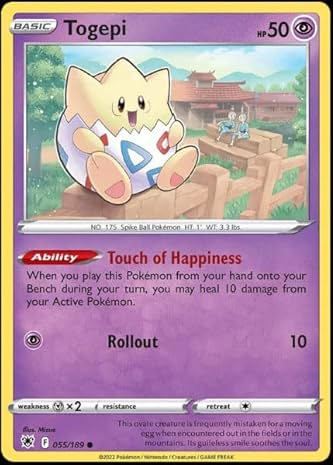 BASIC Togepi HP 50
NO. 175 Spike Ball Pokémon HT: 1' WT: 3.3 lbs.
Ability Touch of Happiness
When you play this Pokémon from your hand onto your
Bench during your turn, you may heal 10 damage from
your Active Pokémon.
Rollout 10
weakness ×2 resistance retreat
Illus. Mizue
F 055/189
This ovate creature is frequently mistaken for a moving
egg when encountered out in the fields or in the
mountains. Its guileless smile soothes the soul.
©2022 Pokémon / Nintendo / Creatures / GAME FREAK